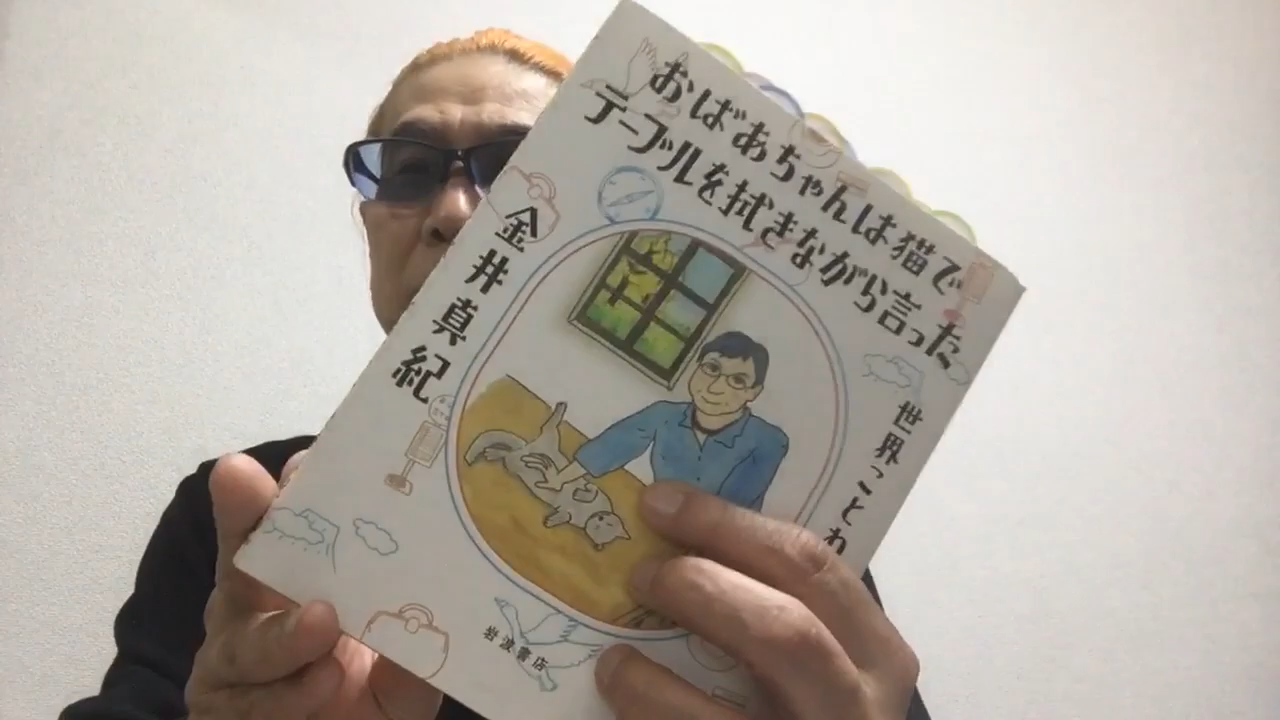 おばあちゃんは猫で
テーブルを拭きながら言った
世界ことわ
金井真紀
岩波書店